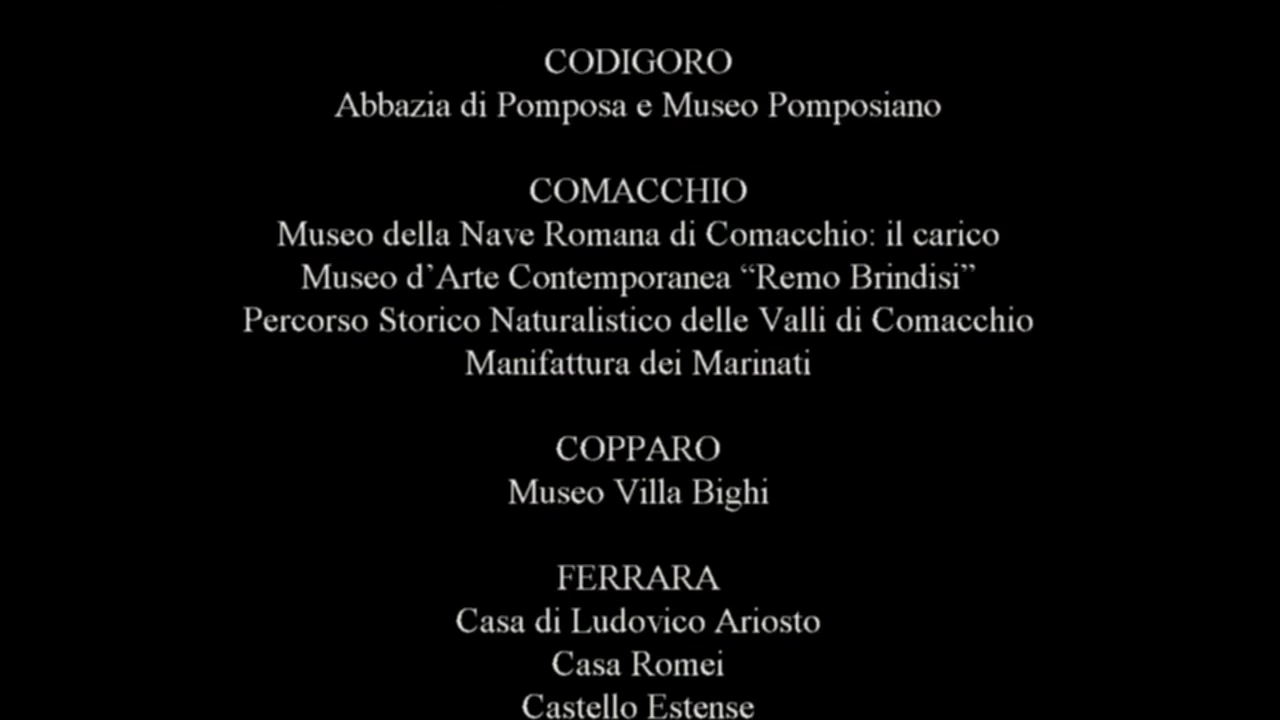 CODIGORO
Abbazia di Pomposa e Museo Pomposiano
COMACCHIO
Museo della Nave Romana di Comacchio: il carico
Museo d’Arte Contemporanea “Remo Brindisi”
Percorso Storico Naturalistico delle Valli di Comacchio
Manifattura dei Marinati
COPPARO
Museo Villa Bighi
FERRARA
Casa di Ludovico Ariosto
Casa Romei
Castello Estense